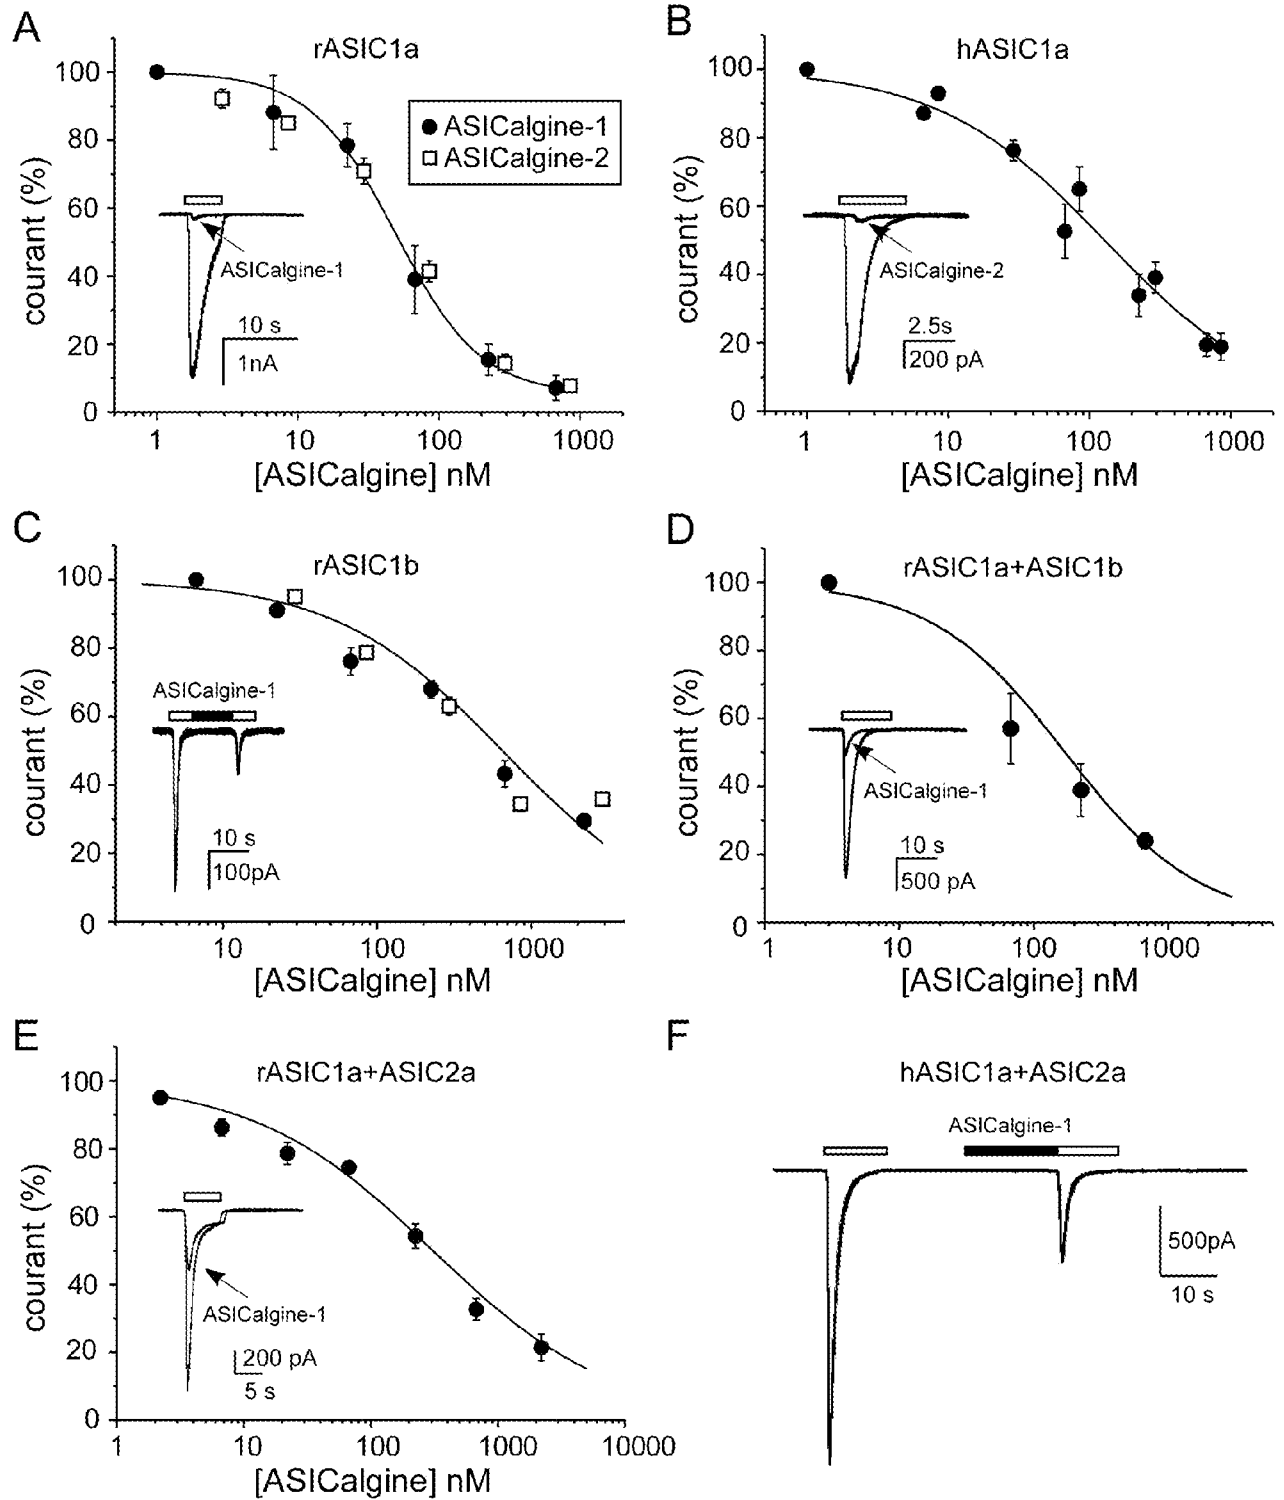 A
rASIC1a
100
80
60
40
20
0
courant (%)
ASICalgine-1
ASICalgine-2
ASICalgine-1
10 s
1nA
1
10
100
1000
[ASICalgine] nM
B
hASIC1a
100
80
60
40
20
0
courant (%)
ASICalgine-2
2.5s
200 pA
1
10
100
1000
[ASICalgine] nM
C
rASIC1b
100
80
60
40
20
0
courant (%)
ASICalgine-1
10 s
100pA
10
100
1000
[ASICalgine] nM
D
rASIC1a+ASIC1b
100
80
60
40
20
0
courant (%)
ASICalgine-1
10 s
500 pA
1
10
100
1000
[ASICalgine] nM
E
rASIC1a+ASIC2a
100
80
60
40
20
0
courant (%)
ASICalgine-1
200 pA
5 s
1
10
100
1000
10000
[ASICalgine] nM
F
hASIC1a+ASIC2a
ASICalgine-1
500pA
10 s